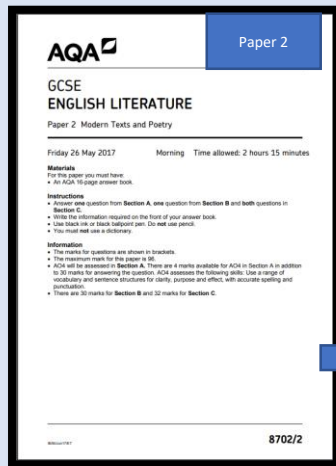 Paper 2
AQA
GCSE
ENGLISH LITERATURE
Paper 2 Modern Texts and Poetry
Friday 26 May 2017 Morning Time allowed: 2 hours 15 minutes
Materials
For this paper you must have:
• An AQA 16-page answer book.
Instructions
• Answer one question from Section A, one question from Section B and both questions in
Section C.
• Write the information required on the front of your answer book.
• Use black ink or black ballpoint pen. Do not use pencil.
• You must not use a dictionary.
Information
• The marks for questions are shown in brackets.
• The maximum mark for this paper is 96.
• AO4 will be assessed in Section A. There are 4 marks available for AO4 in Section A in addition
to 30 marks for answering the question. AO4 assesses the following skills: Use a range of
vocabulary and sentence structures for clarity, purpose and effect, with accurate spelling and
punctuation.
• There are 30 marks for Section B and 32 marks for Section C.
8702/2